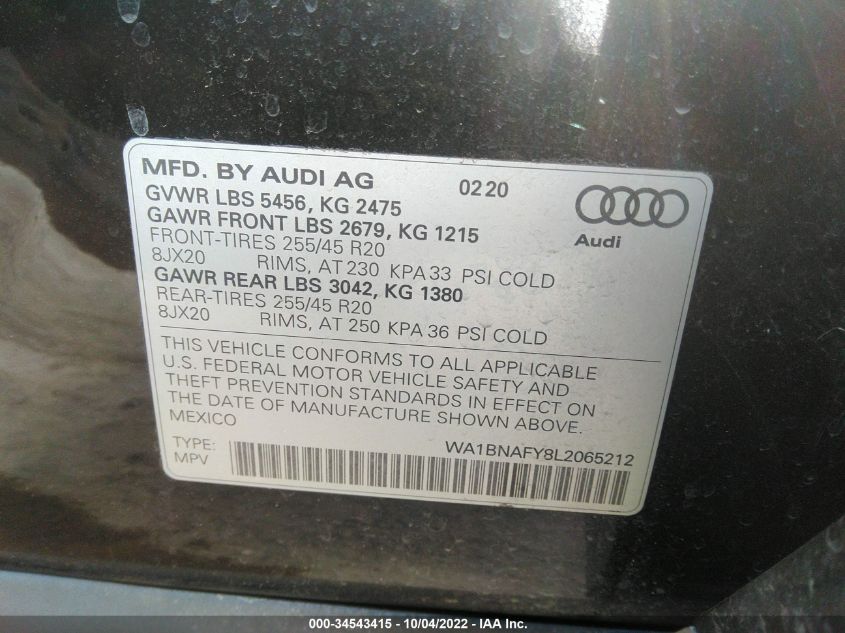 MFD. BY AUDI AG 0220
GVWR LBS 5456, KG 2475
GAWR FRONT LBS 2679, KG 1215
Audi
FRONT-TIRES 255/45 R20
8JX20 RIMS, AT 230 KPA 33 PSI COLD
GAWR REAR LBS 3042, KG 1380
REAR-TIRES 255/45 R20
8JX20 RIMS, AT 250 KPA 36 PSI COLD
THIS VEHICLE CONFORMS TO ALL APPLICABLE
U.S. FEDERAL MOTOR VEHICLE SAFETY AND
THEFT PREVENTION STANDARDS IN EFFECT ON
THE DATE OF MANUFACTURE SHOWN ABOVE.
MEXICO
TYPE: WA1BNAFY8L2065212
MPV
000-34543415 - 10/04/2022 - IAA Inc.